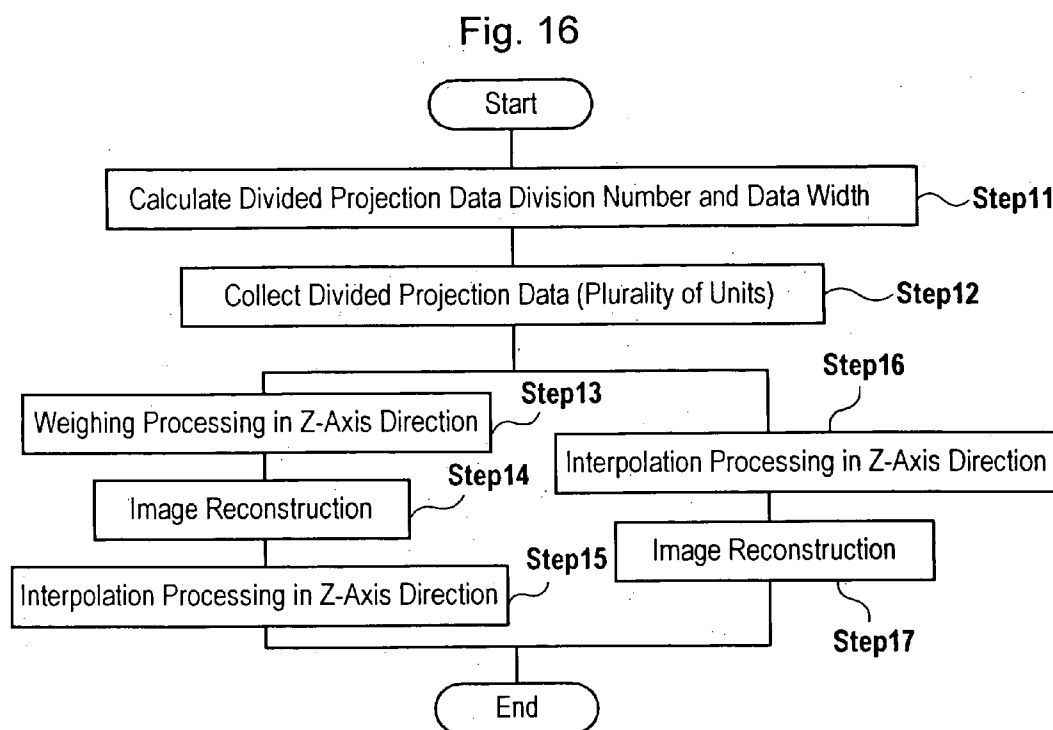 Fig. 16
Start
Calculate Divided Projection Data Division Number and Data Width
Step11
Collect Divided Projection Data (Plurality of Units)
Step12
Weighing Processing in Z-Axis Direction
Step13
Image Reconstruction
Step14
Interpolation Processing in Z-Axis Direction
Step15
Step16
Interpolation Processing in Z-Axis Direction
Image Reconstruction
Step17
End